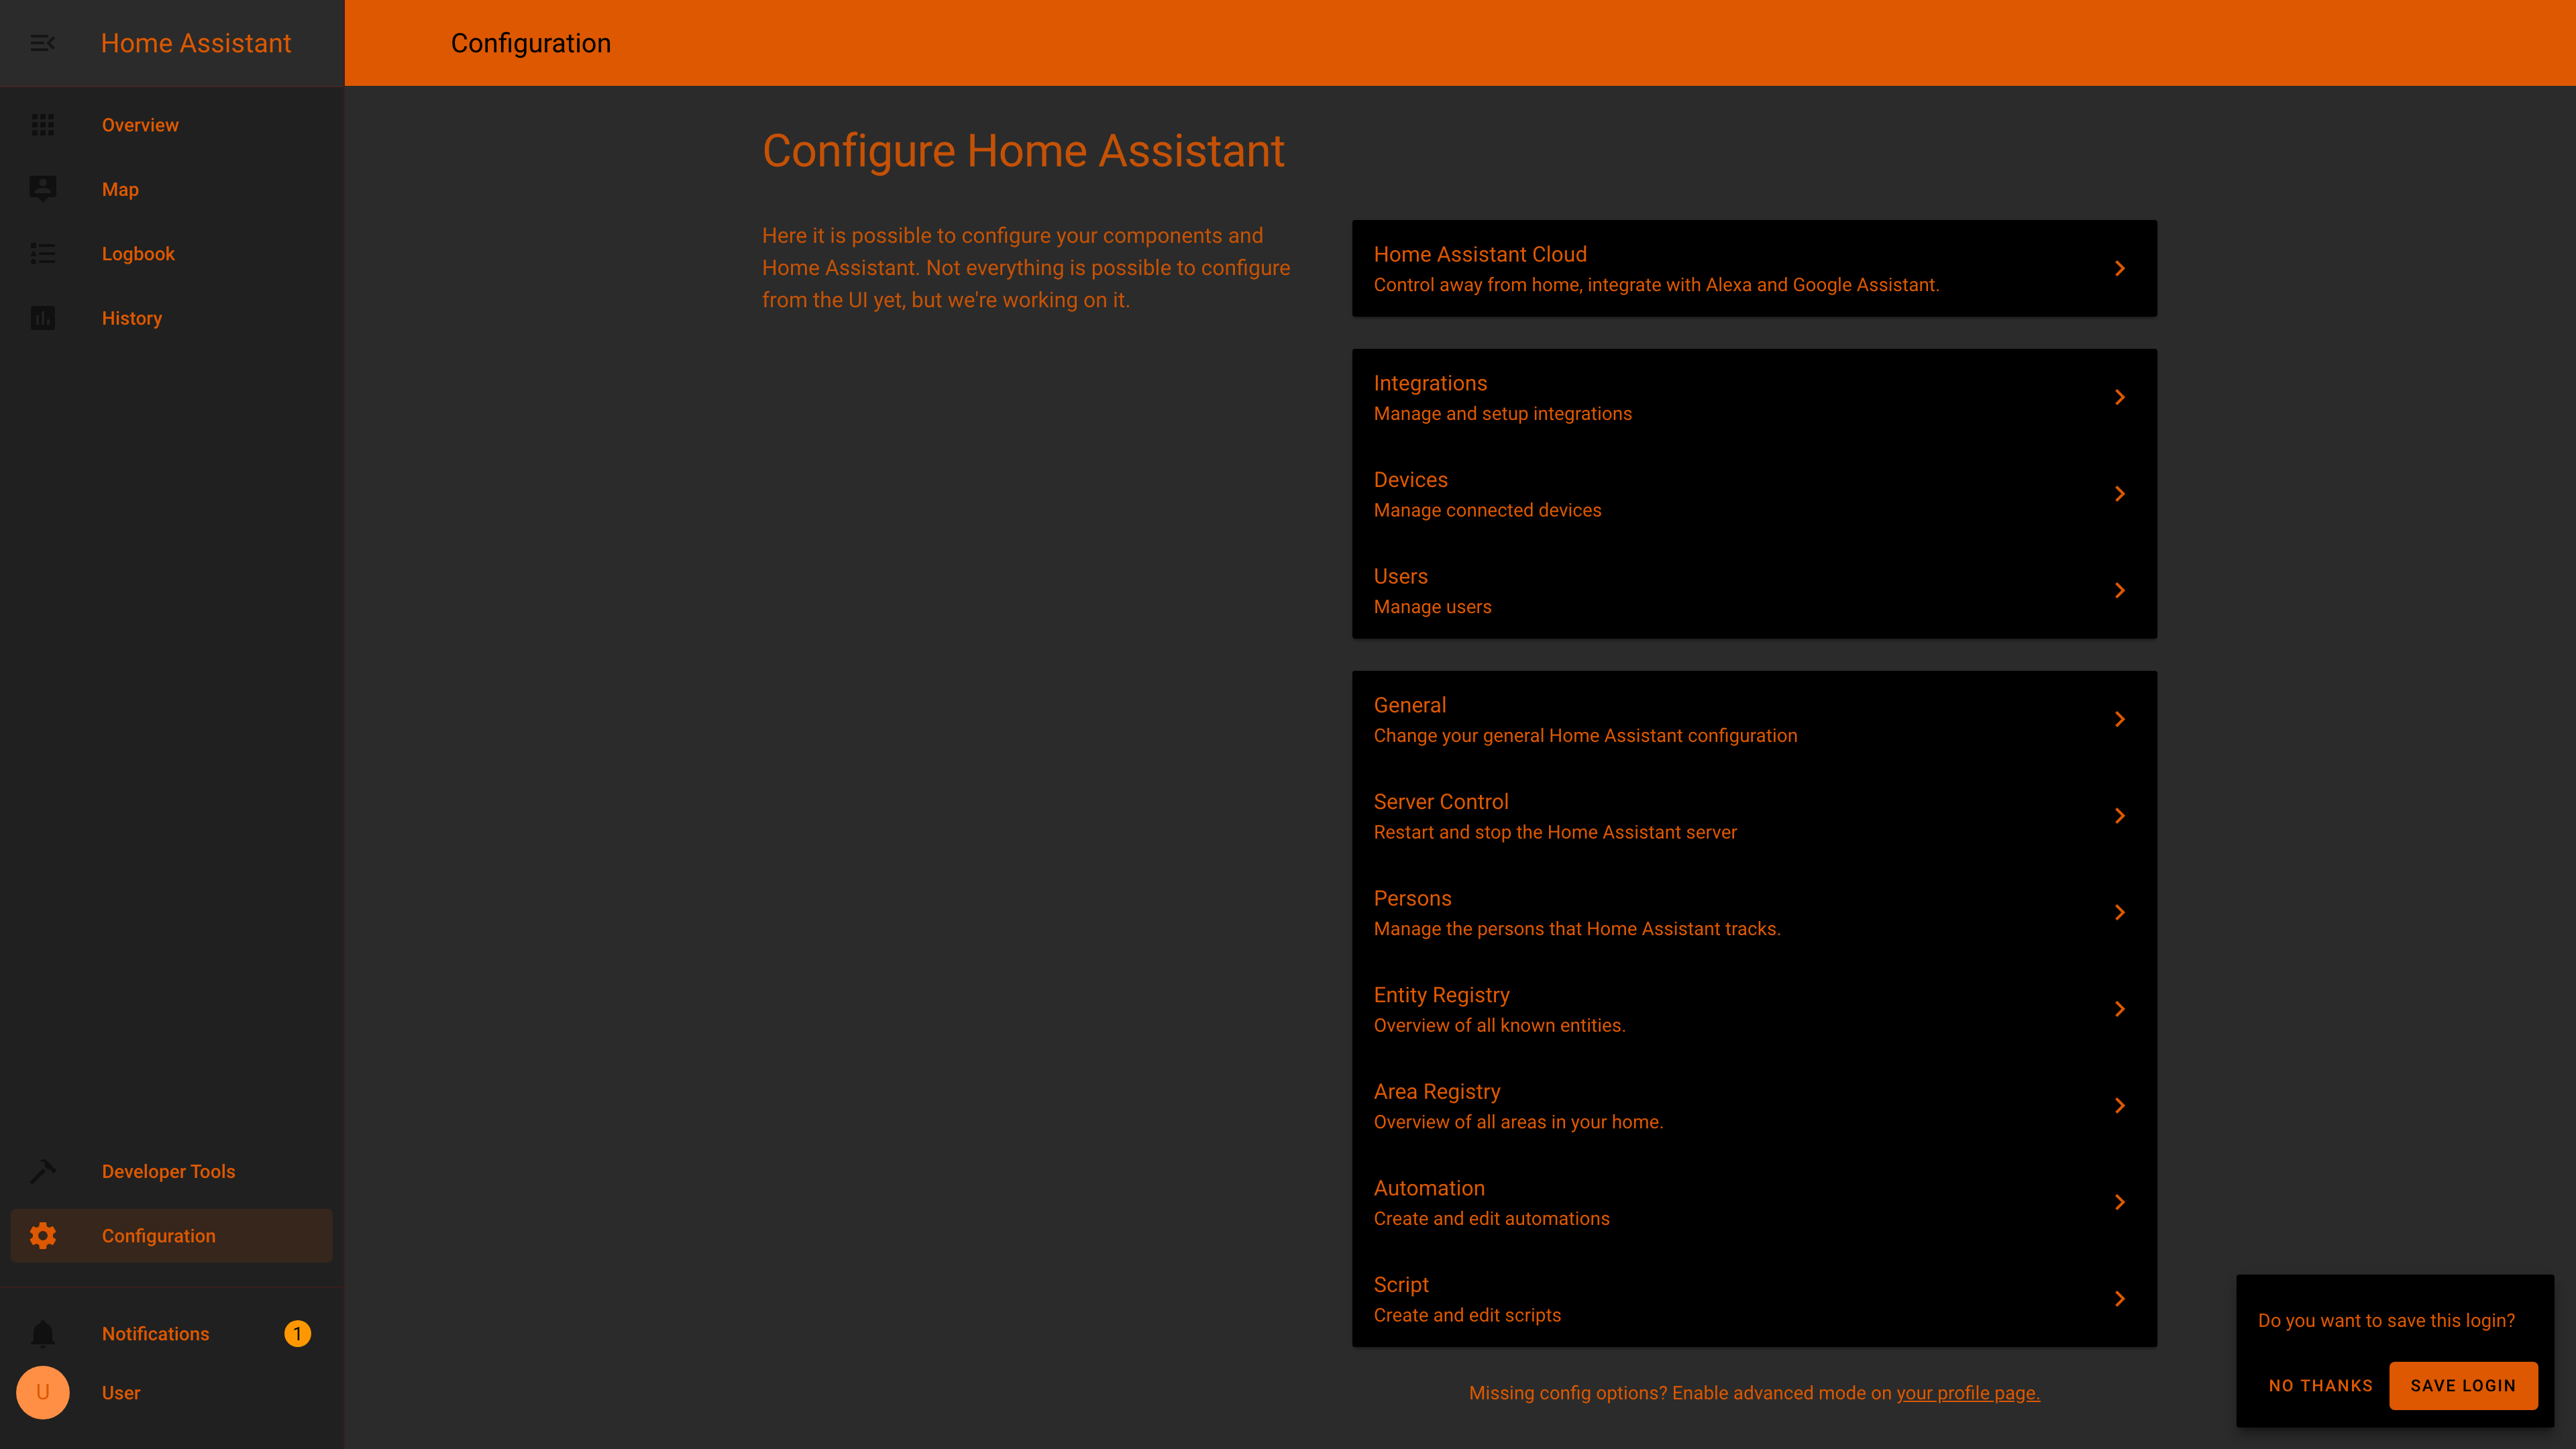 Home Assistant
Overview
Map
Logbook
History
Developer Tools
Configuration
Notifications
1
U
User
Configuration
Configure Home Assistant
Here it is possible to configure your components and
Home Assistant. Not everything is possible to configure
from the UI yet, but we're working on it.
Home Assistant Cloud
Control away from home, integrate with Alexa and Google Assistant.
Integrations
Manage and setup integrations
Devices
Manage connected devices
Users
Manage users
General
Change your general Home Assistant configuration
Server Control
Restart and stop the Home Assistant server
Persons
Manage the persons that Home Assistant tracks.
Entity Registry
Overview of all known entities.
Area Registry
Overview of all areas in your home.
Automation
Create and edit automations
Script
Create and edit scripts
Missing config options? Enable advanced mode on your profile page.
Do you want to save this login?
NO THANKS
SAVE LOGIN